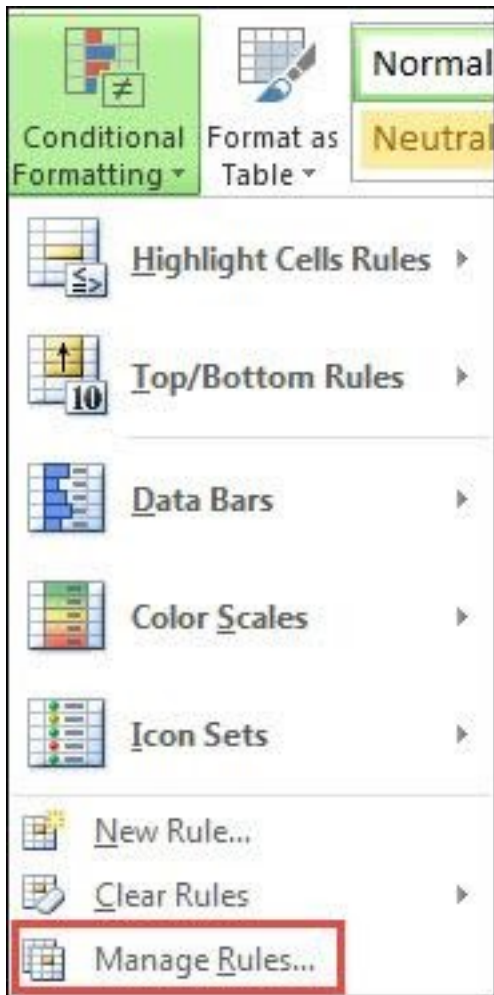 Conditional Formatting
Format as Table
Normal
Neutral
≠
Highlight Cells Rules
≤>
Top/Bottom Rules
10
Data Bars
Color Scales
Icon Sets
New Rule...
Clear Rules
Manage Rules...